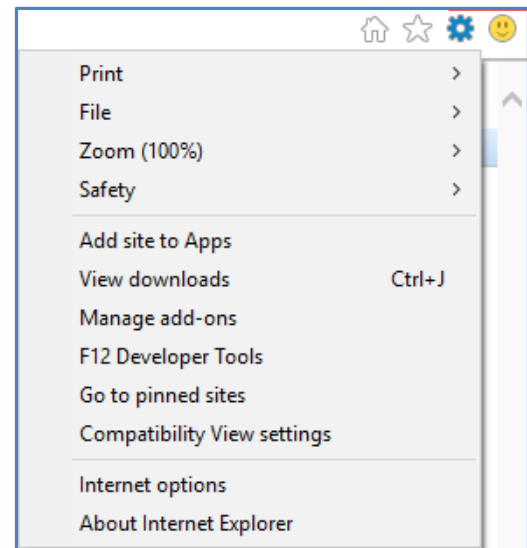 Print
File
Zoom (100%)
Safety
Add site to Apps
View downloads Ctrl+J
Manage add-ons
F12 Developer Tools
Go to pinned sites
Compatibility View settings
Internet options
About Internet Explorer